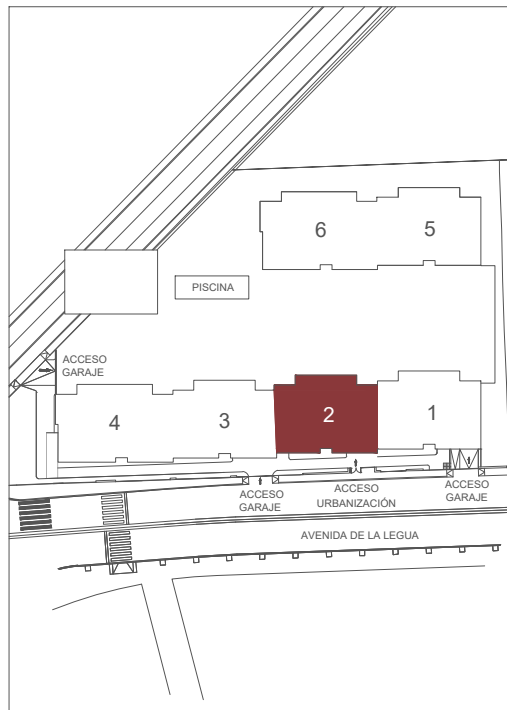 6
5
PISCINA
ACCESO
GARAJE
4
3
2
1
ACCESO
GARAJE
ACCESO
URBANIZACIÓN
ACCESO
GARAJE
AVENIDA DE LA LEGUA